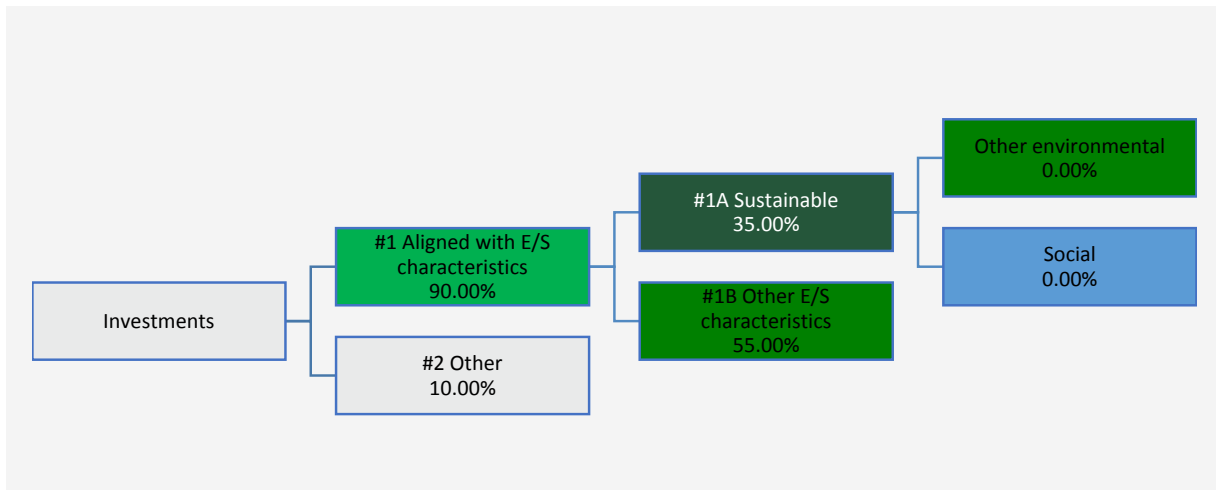 Investments
#1 Aligned with E/S
characteristics
90.00%
#2 Other
10.00%
#1A Sustainable
35.00%
#1B Other E/S
characteristics
55.00%
Other environmental
0.00%
Social
0.00%